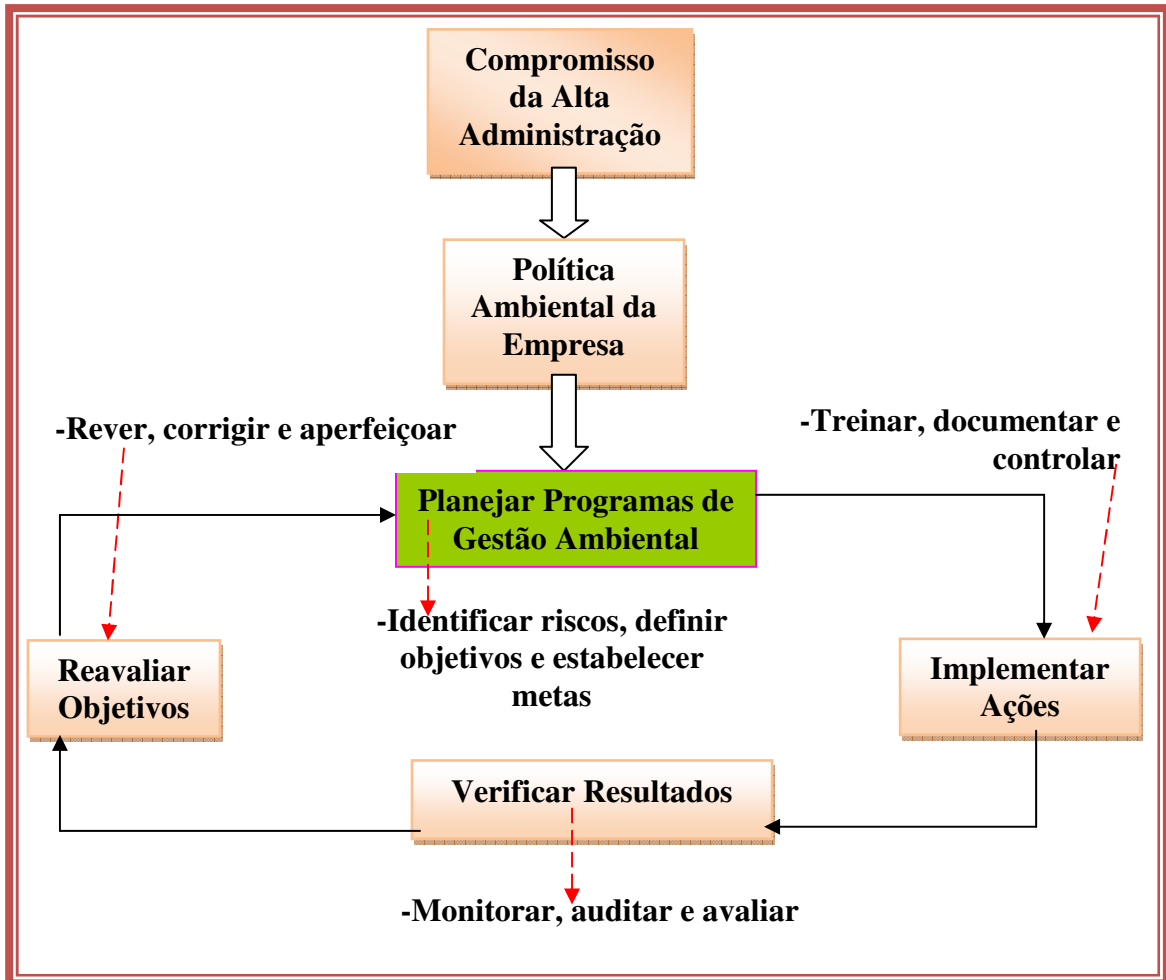 Compromisso
da Alta
Administração
Política
Ambiental da
Empresa
-Rever, corrigir e aperfeiçoar
-Treinar, documentar e
controlar
Planejar Programas de
Gestão Ambiental
-Identificar riscos, definir
objetivos e estabelecer
metas
Reavaliar
Objetivos
Implementar
Ações
Verificar Resultados
-Monitorar, auditar e avaliar